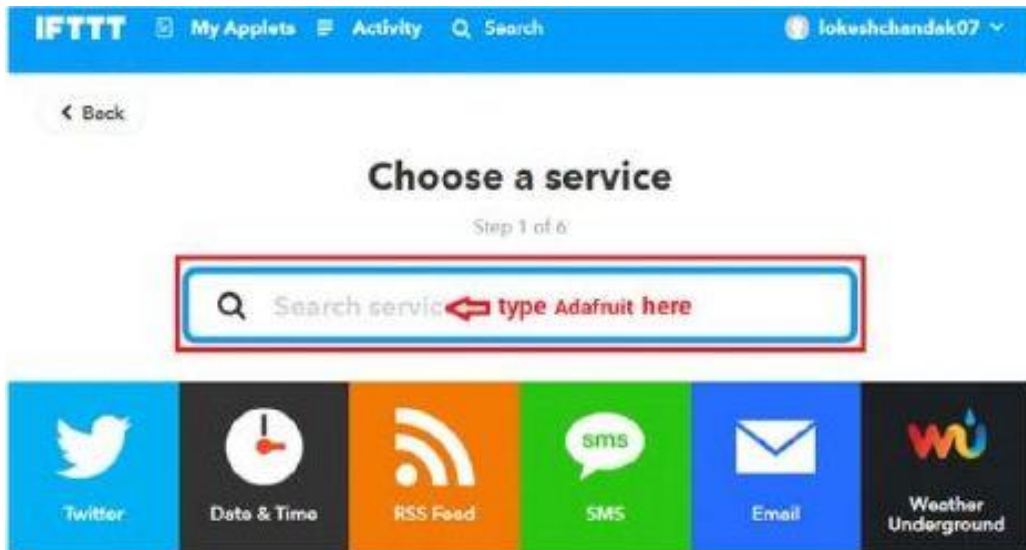 IFTTT My Applets Activity Search lokeshchandak07
Back
Choose a service
Step 1 of 6
Search servic type Adafruit here
sms
Twitter Date & Time RSS Feed SMS Email Weather
Underground